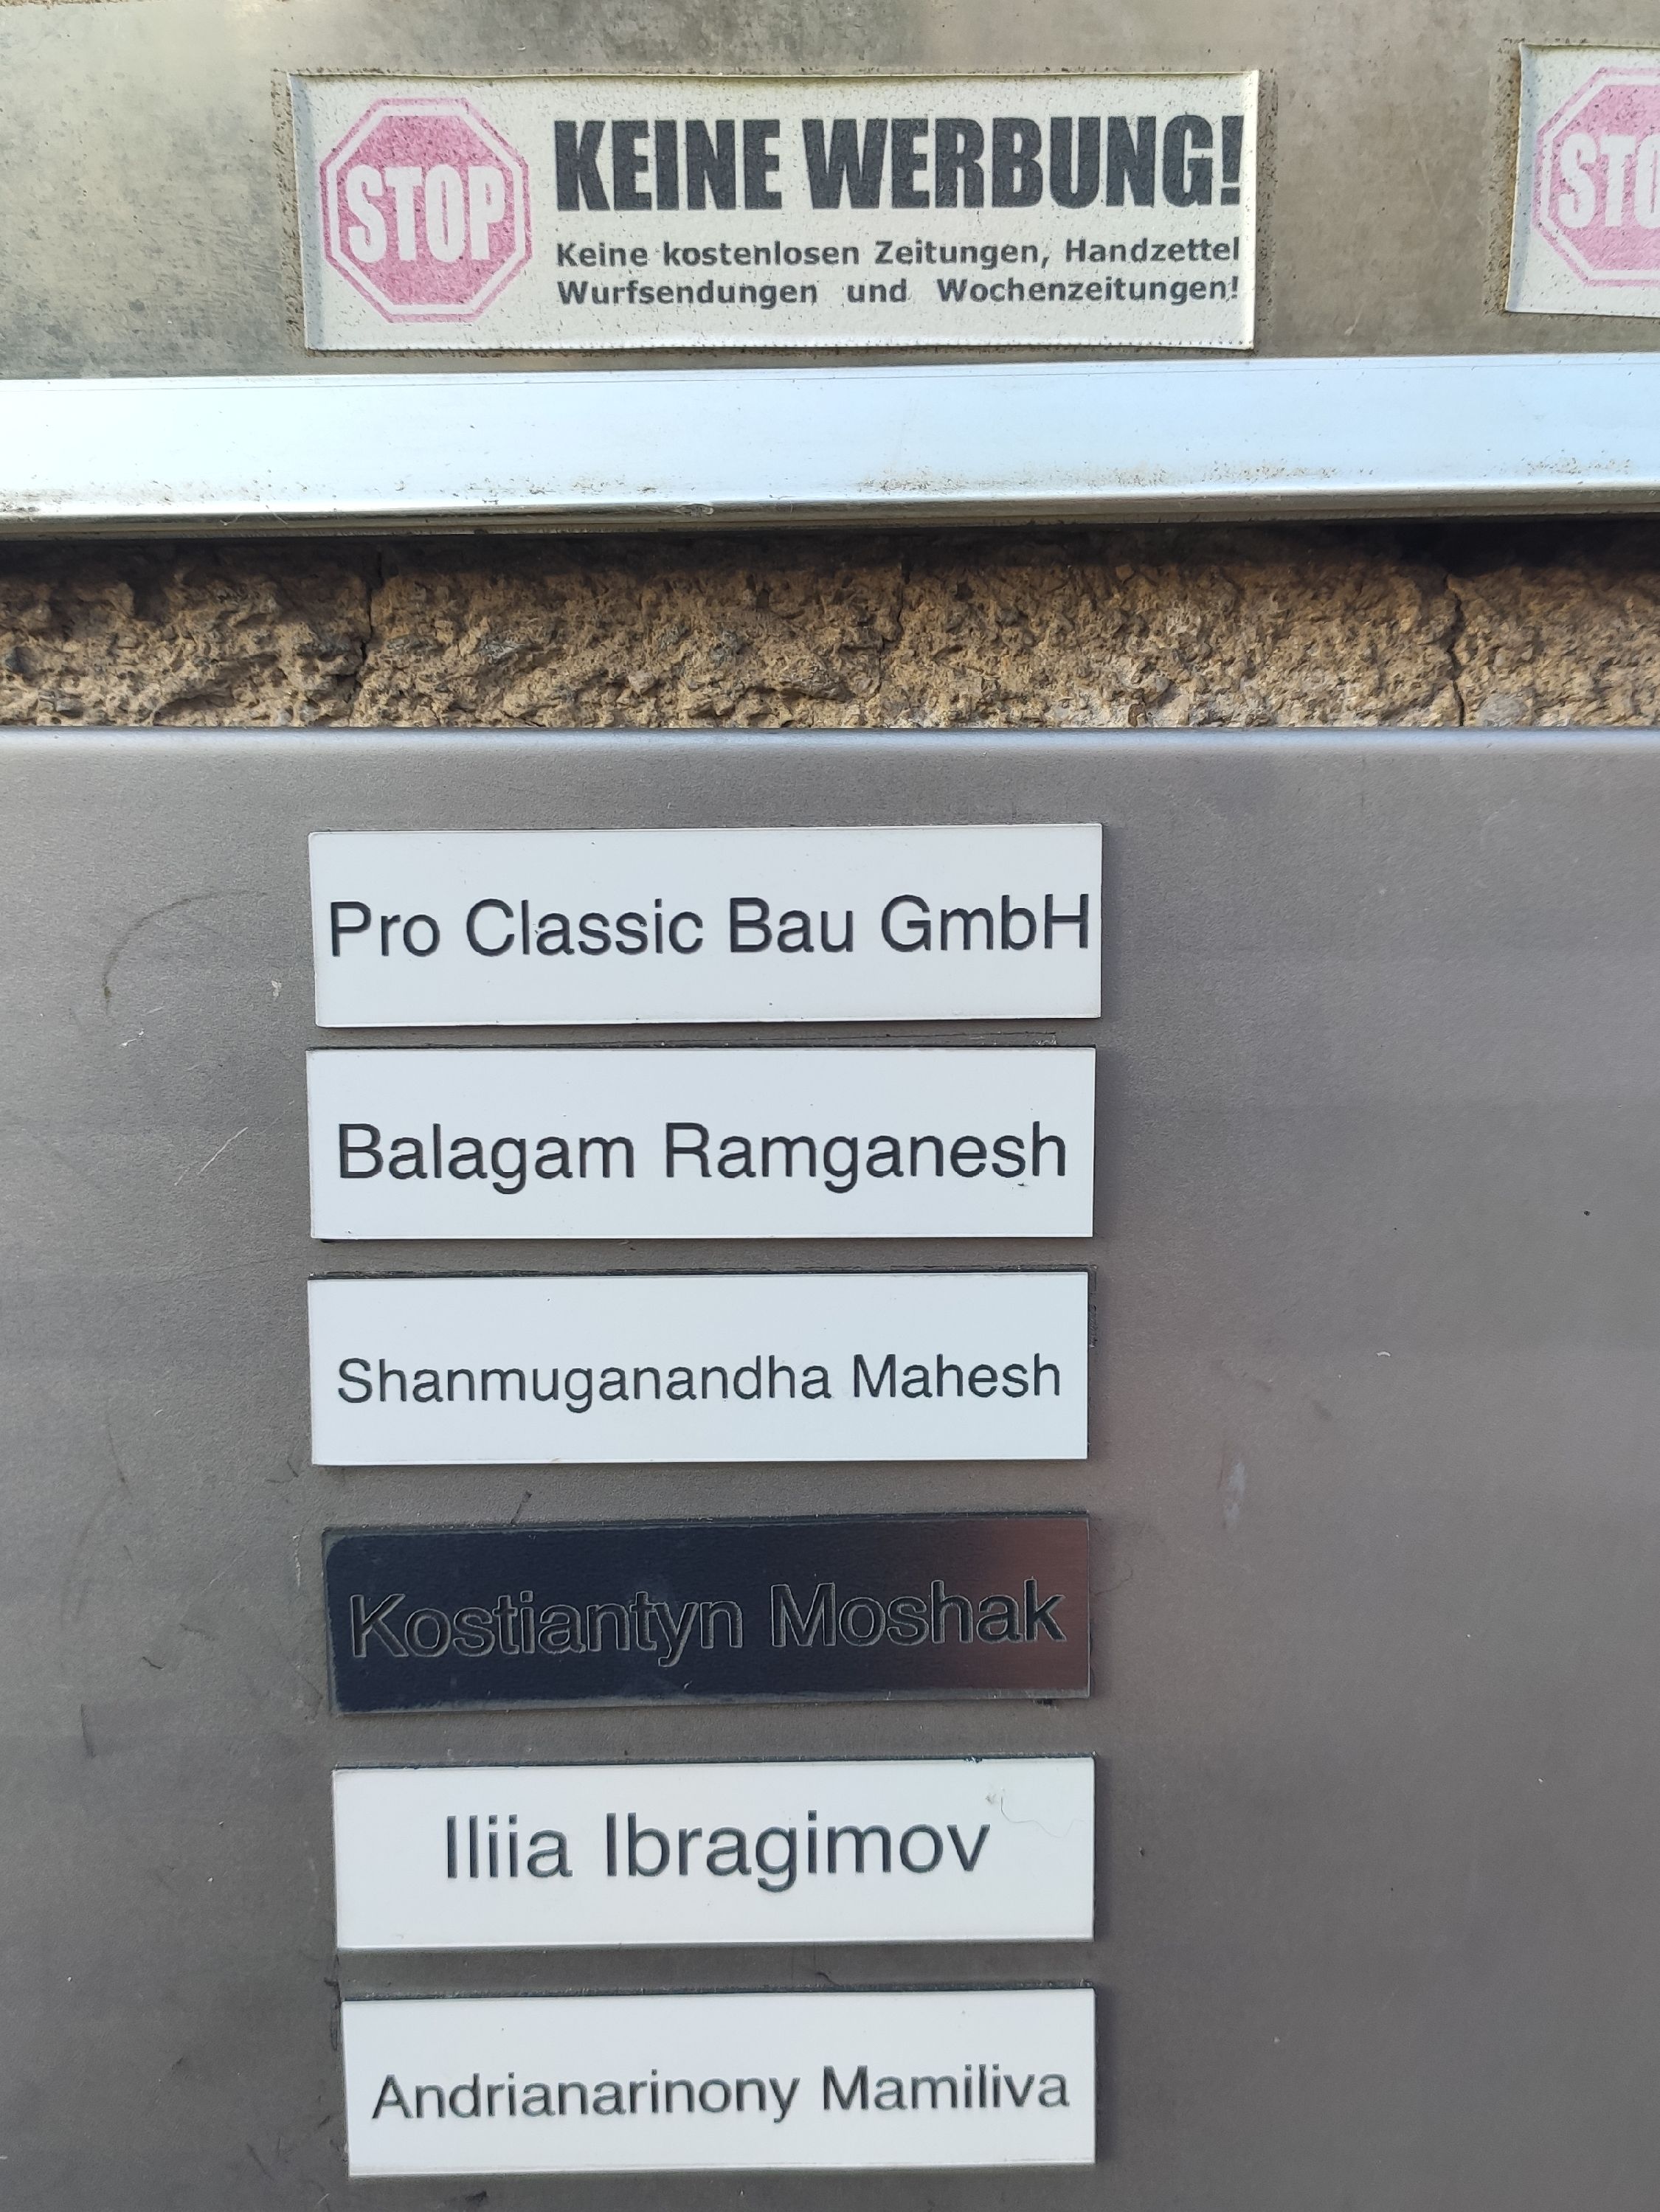 STOP
KEINE WERBUNG!
Keine kostenlosen Zeitungen, Handzettel
Wurfsendungen und Wochenzeitungen!
Pro Classic Bau GmbH
Balagam Ramganesh
Shanmuganandha Mahesh
Kostiantyn Moshak
Iliia Ibragimov
Andrianarinony Mamiliva